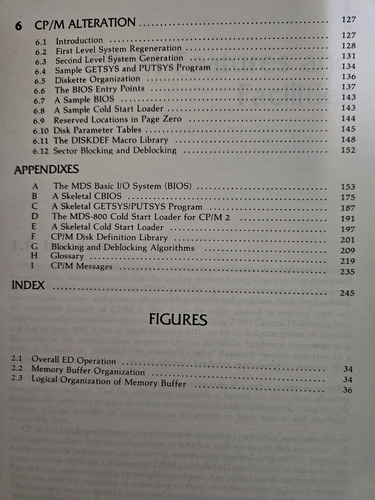 6 CP/M ALTERATION 127
6.1 Introduction 127
6.2 First Level System Regeneration 128
6.3 Second Level System Generation 131
6.4 Sample GETSYS and PUTSYS Program 134
6.5 Diskette Organization 136
6.6 The BIOS Entry Points 137
6.7 A Sample BIOS 143
6.8 A Sample Cold Start Loader 143
6.9 Reserved Locations in Page Zero 144
6.10 Disk Parameter Tables 145
6.11 The DISKDEF Macro Library 148
6.12 Sector Blocking and Deblocking 152
APPENDIXES
A The MDS Basic I/O System (BIOS) 153
B A Skeletal CBIOS 175
C A Skeletal GETSYS/PUTSYS Program 187
D The MDS-800 Cold Start Loader for CP/M 2 191
E A Skeletal Cold Start Loader 197
F CP/M Disk Definition Library 201
G Blocking and Deblocking Algorithms 209
H Glossary 219
I CP/M Messages 235
INDEX 245
FIGURES
2.1 Overall ED Operation 34
2.2 Memory Buffer Organization 34
2.3 Logical Organization of Memory Buffer 36